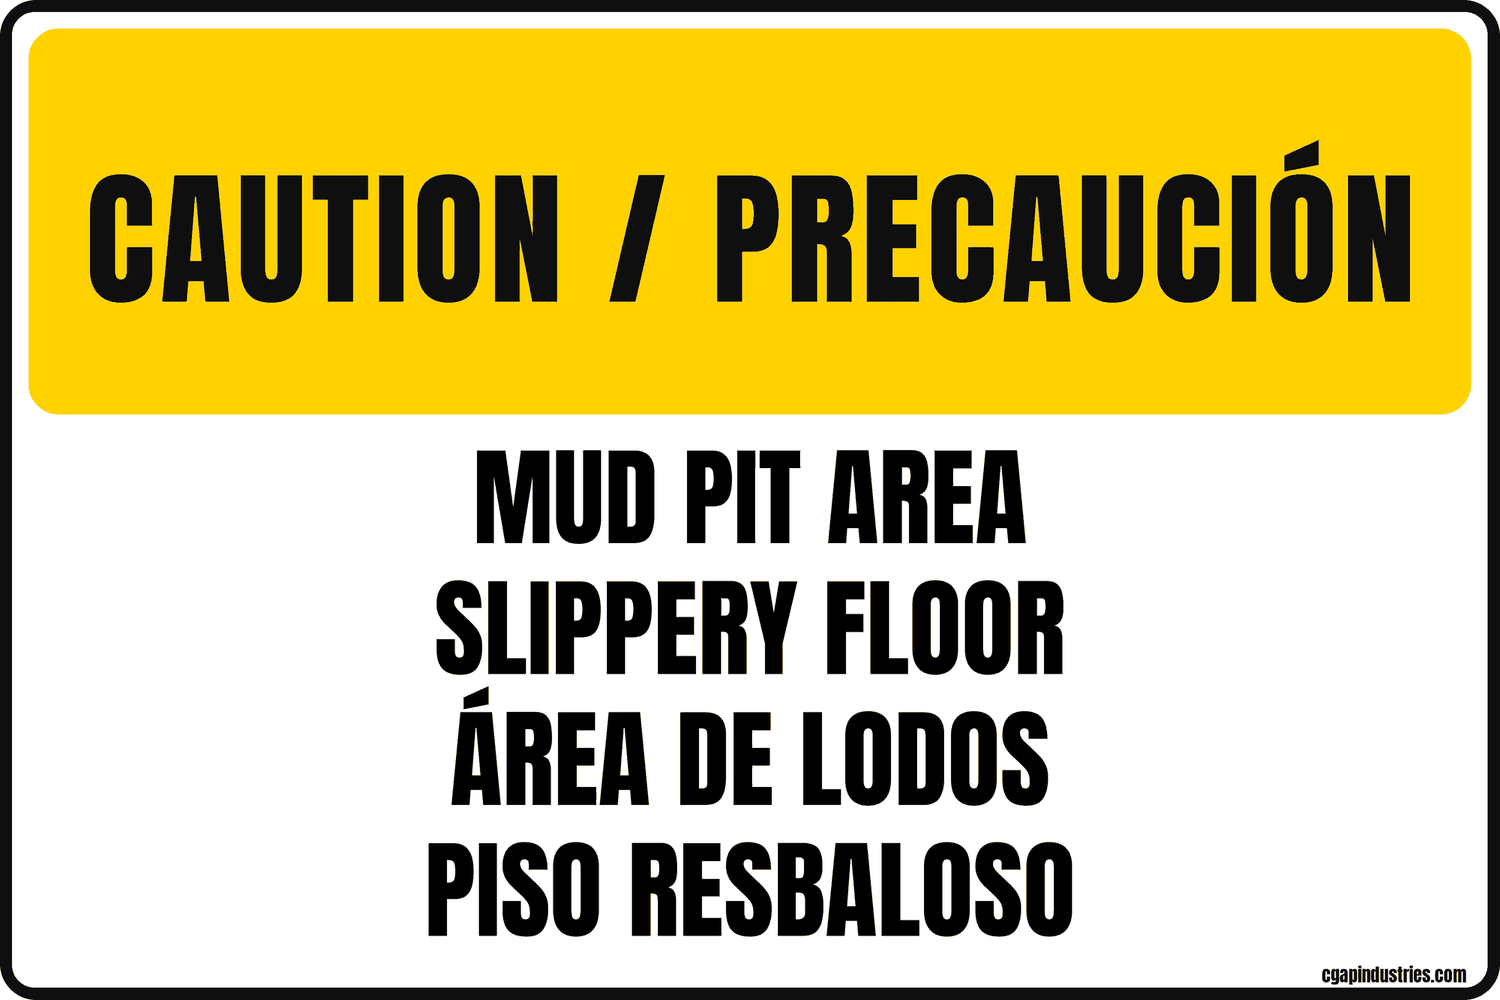 CAUTION / PRECAUCIÓN
MUD PIT AREA
SLIPPERY FLOOR
ÁREA DE LODOS
PISO RESBALOSO
cgapindustries.com